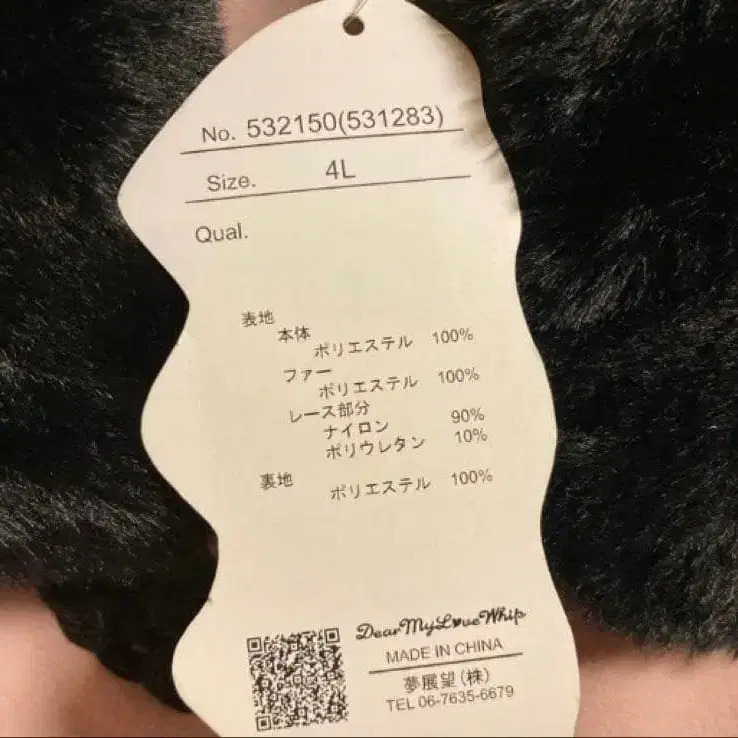 No. 532150(531283)
Size. 4L
Qual.
表地
本体
ポリエステル 100%
ファー
ポリエステル 100%
レース部分
ナイロン 90%
ポリウレタン 10%
裏地 ポリエステル 100%
Dear My Love Whip
MADE IN CHINA
夢展望(株)
TEL 06-7635-6679